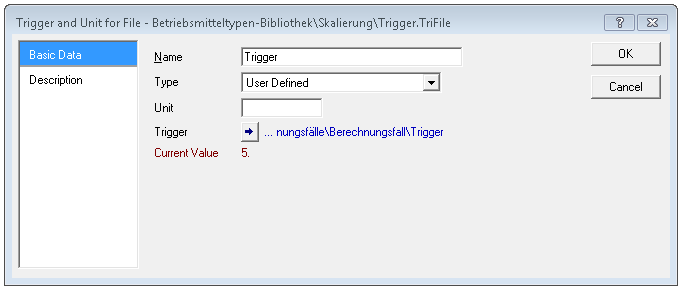 Trigger and Unit for File - Betriebsmitteltypen-Bibliothek\Skalierung\Trigger.TriFile
Basic Data
Description
Name Trigger
Type User Defined
Unit
Trigger ... nungsfälle\Berechnungsfall\Trigger
Current Value 5.
OK
Cancel